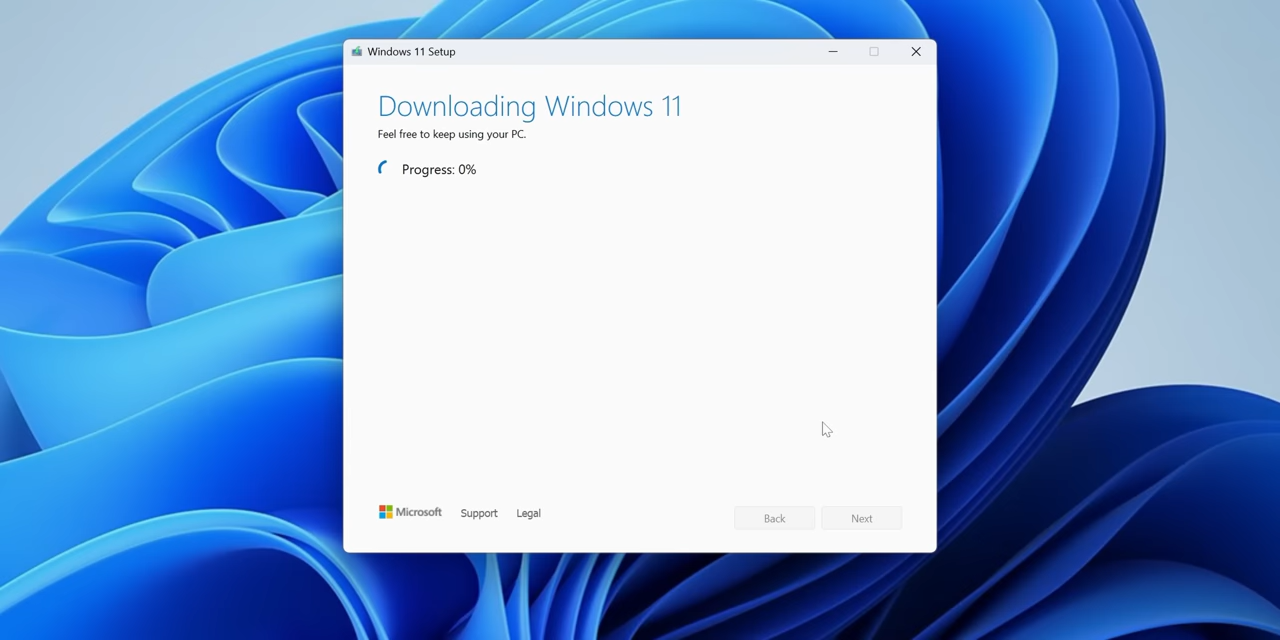 Windows 11 Setup
Downloading Windows 11
Feel free to keep using your PC.
Progress: 0%
Microsoft Support Legal
Back Next